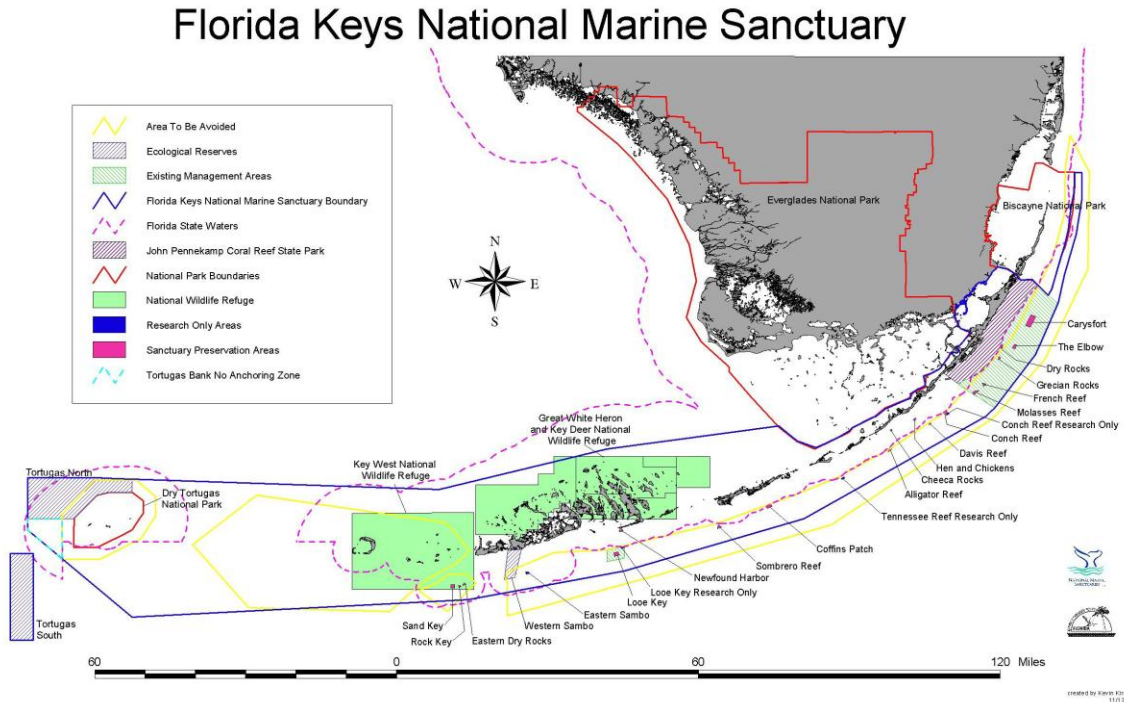 Florida Keys National Marine Sanctuary
Area To Be Avoided
Ecological Reserves
Existing Management Areas
Florida Keys National Marine Sanctuary Boundary
Florida State Waters
John Pennekamp Coral Reef State Park
National Park Boundaries
National Wildlife Refuge
Research Only Areas
Sanctuary Preservation Areas
Tortugas Bank No Anchoring Zone
N
W
E
S
Everglades National Park
Biscayne National Park
Carysfort
The Elbow
Dry Rocks
Grecian Rocks
French Reef
Molasses Reef
Conch Reef Research Only
Conch Reef
Davis Reef
Hen and Chickens
Cheeca Rocks
Alligator Reef
Tennessee Reef Research Only
Coffins Patch
Sombrero Reef
Newfound Harbor
Looe Key Research Only
Looe Key
Eastern Sambo
Western Sambo
Eastern Dry Rocks
Rock Key
Sand Key
Great White Heron
and Key Deer National
Wildlife Refuge
Key West National
Wildlife Refuge
Tortugas North
Dry Tortugas
National Park
Tortugas
South
60
0
60
120
Miles
National Marine
Sanctuaries
created by Kevin